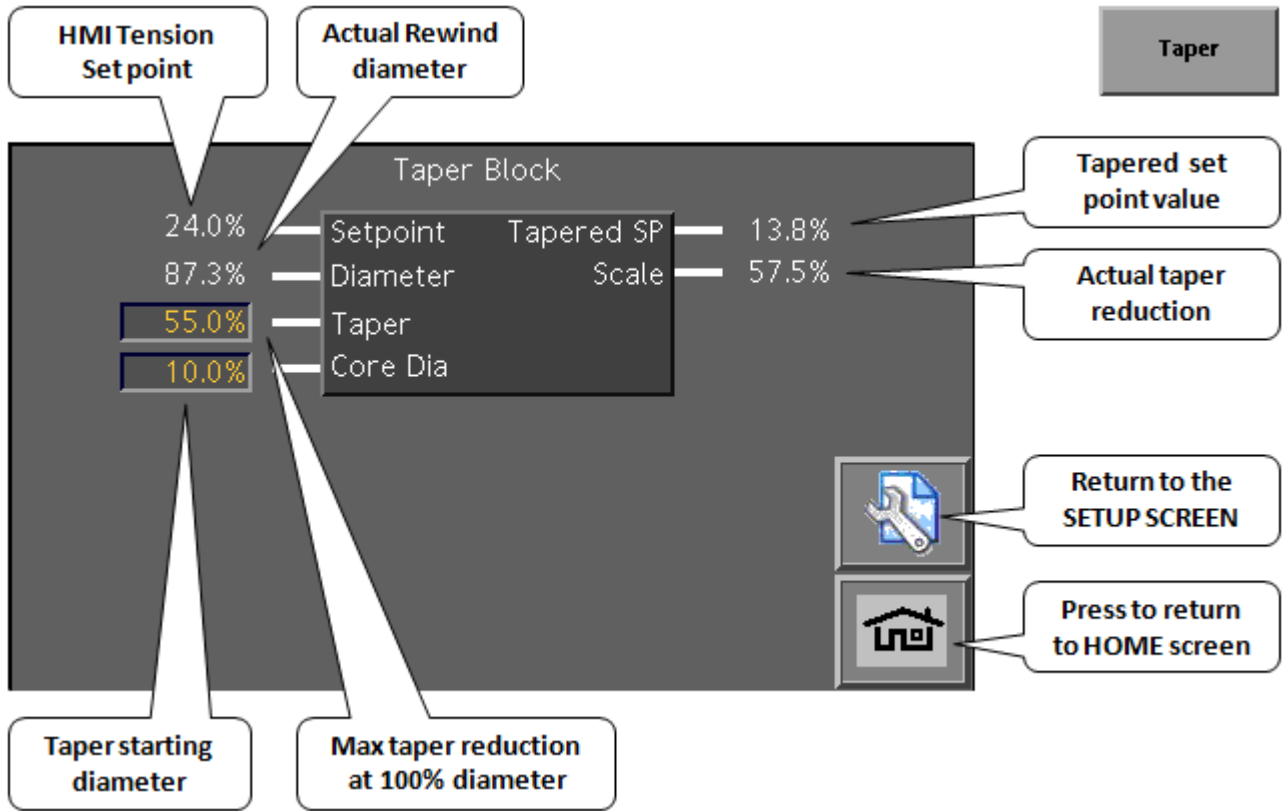 HMI Tension
Set point
Actual Rewind
diameter
Taper
Taper Block
24.0%
Setpoint
Tapered SP
13.8%
87.3%
Diameter
Scale
57.5%
55.0%
Taper
10.0%
Core Dia
Tapered set
point value
Actual taper
reduction
Return to the
SETUP SCREEN
Press to return
to HOME screen
Taper starting
diameter
Max taper reduction
at 100% diameter